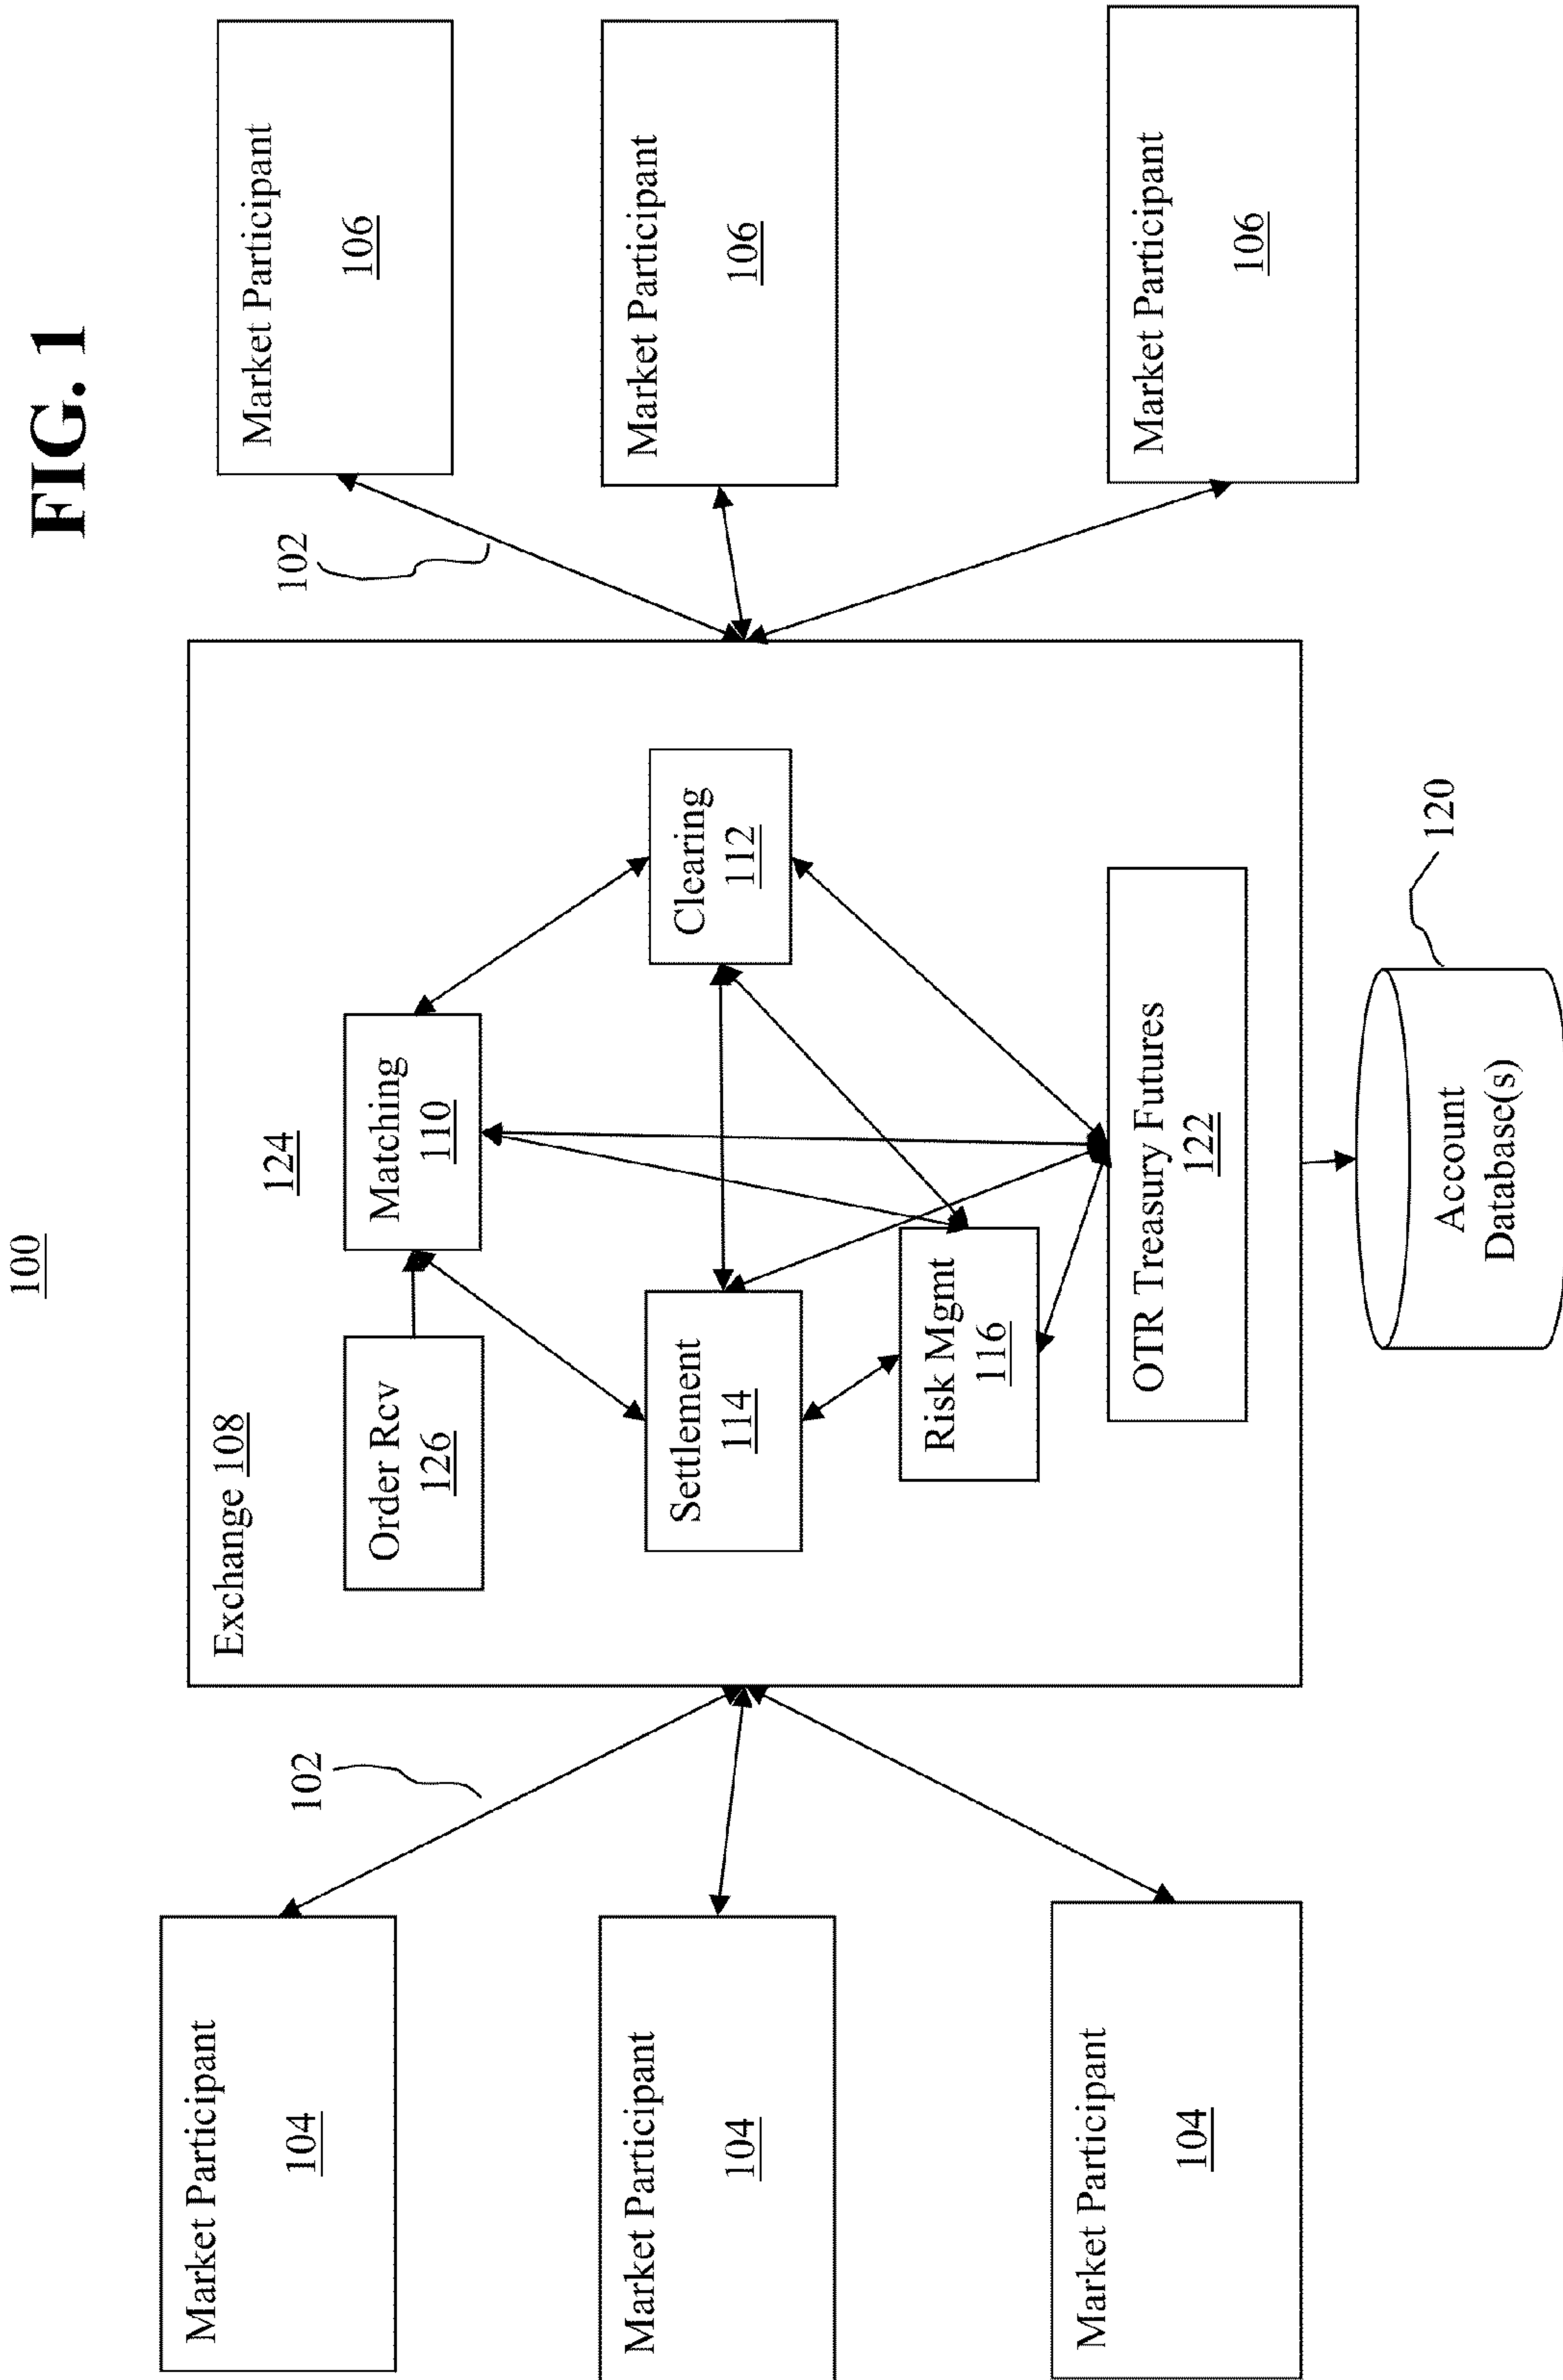 100
FIG. 1
Market Participant
104
Market Participant
104
Market Participant
104
102
Exchange 108
124
Order Rcv
126
Matching
110
Settlement
114
Clearing
112
Risk Mgmt
116
OTR Treasury Futures
122
Account
Database(s)
120
102
Market Participant
106
Market Participant
106
Market Participant
106